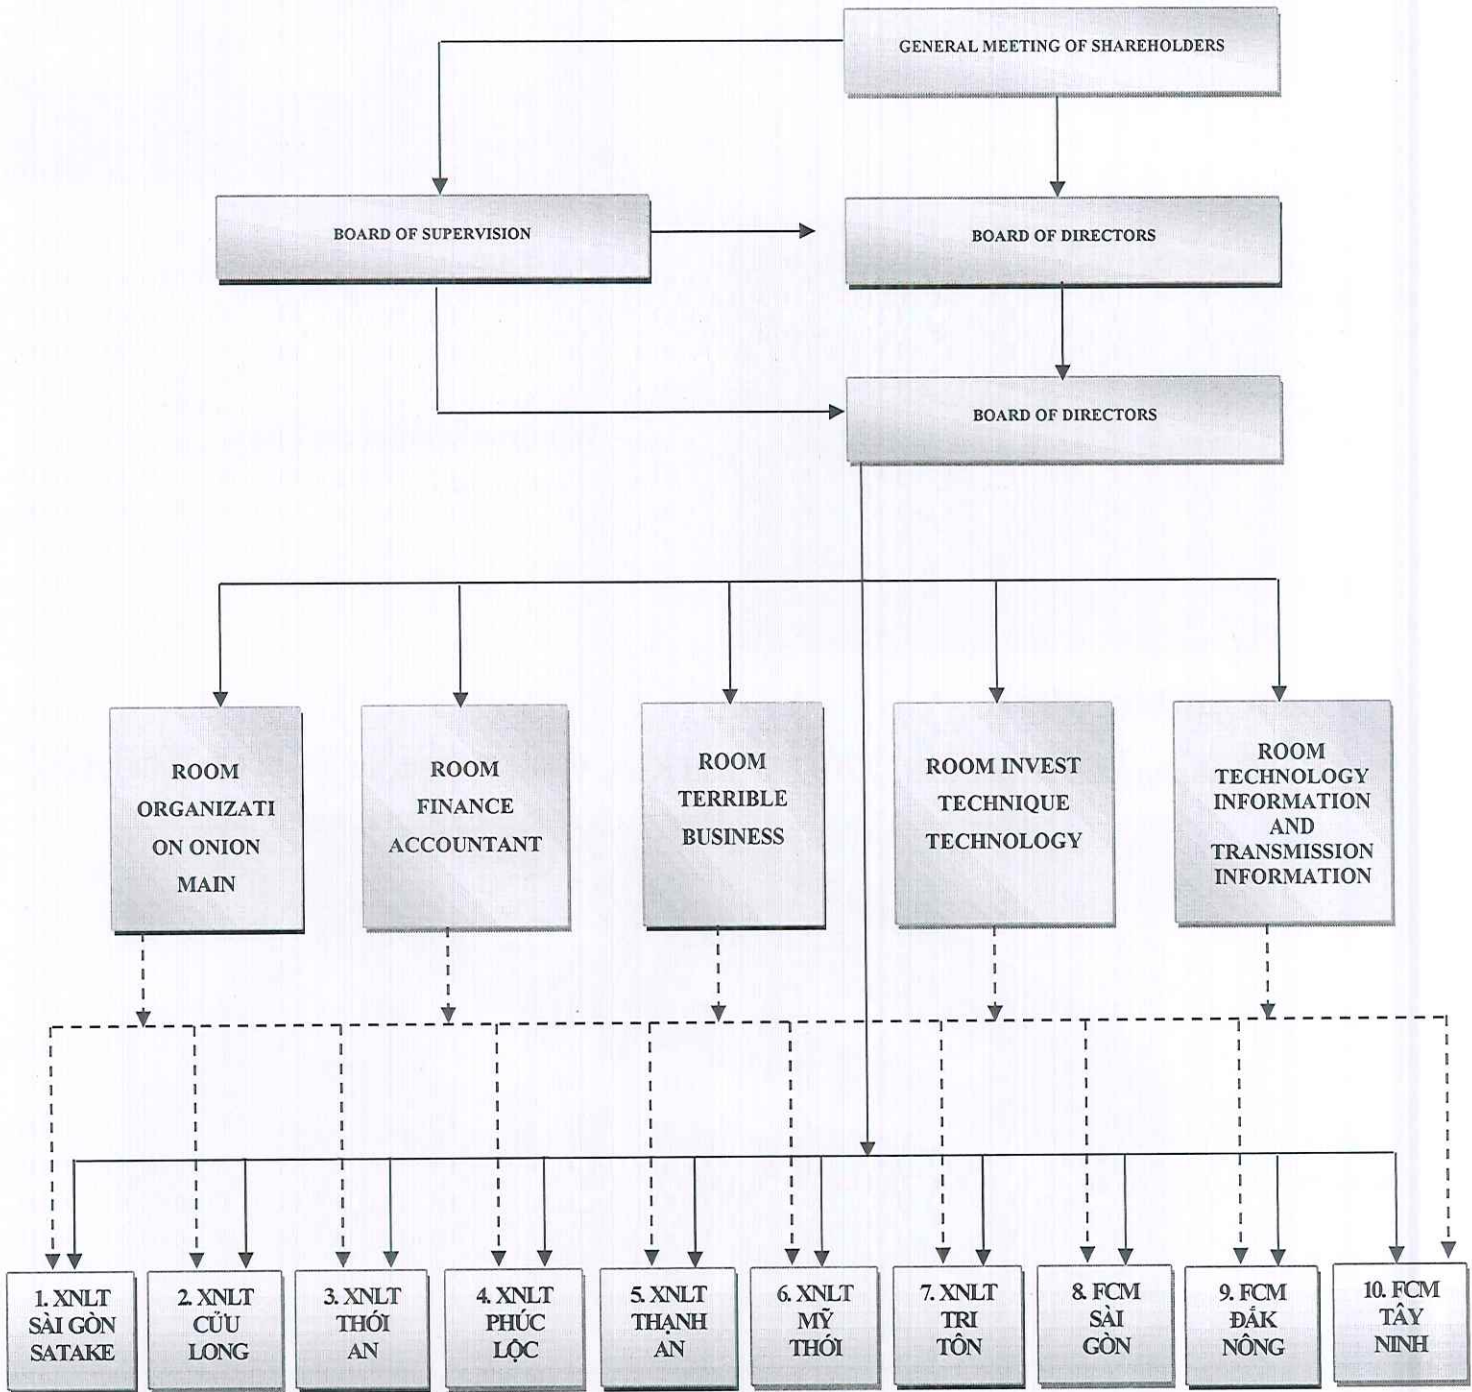 GENERAL MEETING OF SHAREHOLDERS
BOARD OF SUPERVISION
BOARD OF DIRECTORS
BOARD OF DIRECTORS
ROOM
ORGANIZATI
ON ONION
MAIN
ROOM
FINANCE
ACCOUNTANT
ROOM
TERRIBLE
BUSINESS
ROOM INVEST
TECHNIQUE
TECHNOLOGY
ROOM
TECHNOLOGY
INFORMATION
AND
TRANSMISSION
INFORMATION
1. XNLT
SÀI GÒN
SATAKE
2. XNLT
CỬU
LONG
3. XNLT
THỚI
AN
4. XNLT
PHÚC
LỘC
5. XNLT
THẠNH
AN
6. XNLT
MỸ
THỚI
7. XNLT
TRI
TÔN
8. FCM
SÀI
GÒN
9. FCM
ĐẮK
NÔNG
10. FCM
TÂY
NINH